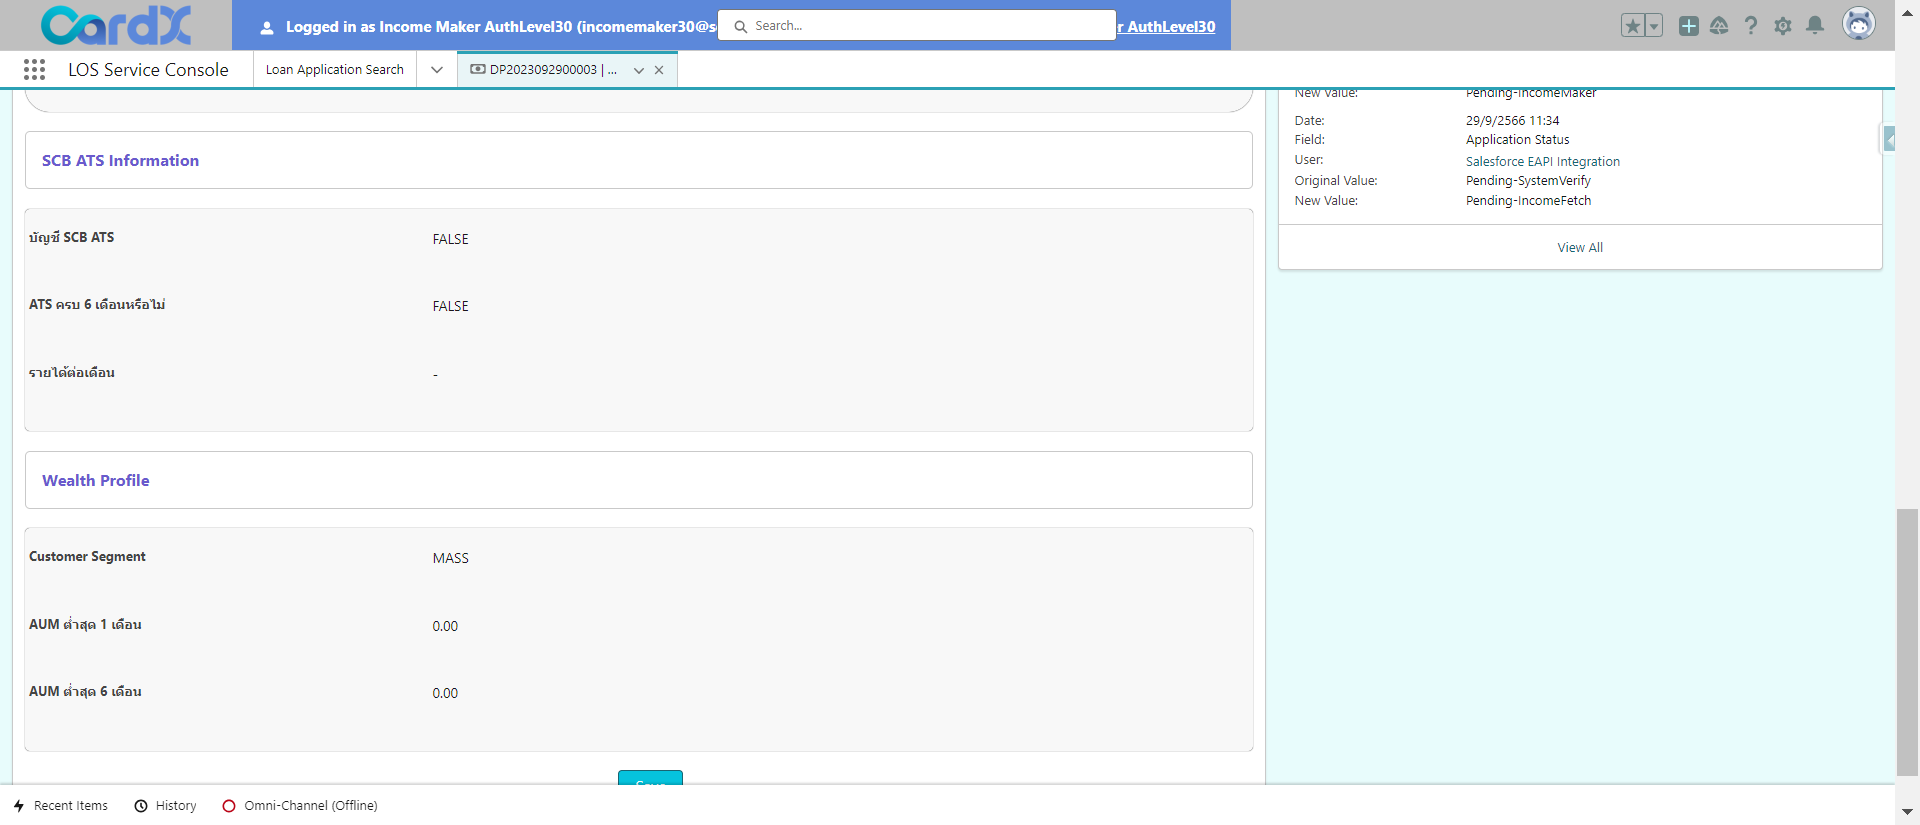 CardX
Logged in as Income Maker AuthLevel30 (incomemaker30@s
Search...
r AuthLevel30
LOS Service Console
Loan Application Search
DP2023092900003 | ...
New Value: Pending-IncomeMaker
Date: 29/9/2566 11:34
Field: Application Status
User: Salesforce EAPI Integration
Original Value: Pending-SystemVerify
New Value: Pending-IncomeFetch
View All
SCB ATS Information
บัญชี SCB ATS FALSE
ATS ครบ 6 เดือนหรือไม่ FALSE
รายได้ต่อเดือน -
Wealth Profile
Customer Segment MASS
AUM ต่ำสุด 1 เดือน 0.00
AUM ต่ำสุด 6 เดือน 0.00
Save
Recent Items
History
Omni-Channel (Offline)